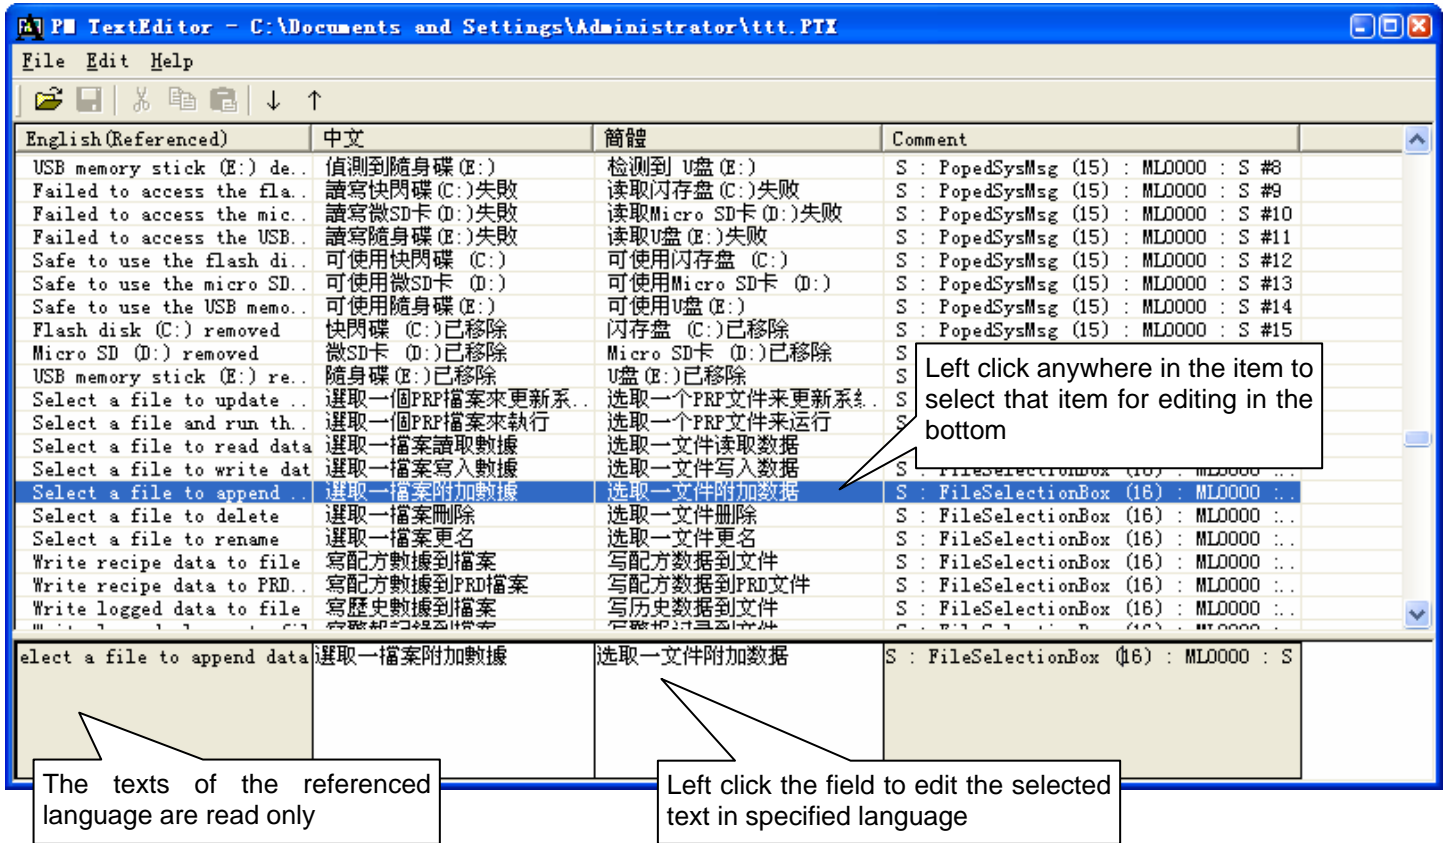 PM TextEditor - C:\Documents and Settings\Administrator\ttt.PTX
File Edit Help
English(Referenced) 中文 簡體 Comment
USB memory stick (E:) de.. 偵測到隨身碟(E:) 检测到 U盘(E:) S : PopedSysMsg (15) : ML0000 : S #8
Failed to access the fla.. 讀寫快閃碟(C:)失敗 读取闪存盘(C:)失败 S : PopedSysMsg (15) : ML0000 : S #9
Failed to access the mic.. 讀寫微SD卡(D:)失敗 读取Micro SD卡(D:)失败 S : PopedSysMsg (15) : ML0000 : S #10
Failed to access the USB.. 讀寫隨身碟(E:)失敗 读取U盘(E:)失败 S : PopedSysMsg (15) : ML0000 : S #11
Safe to use the flash di.. 可使用快閃碟 (C:) 可使用闪存盘 (C:) S : PopedSysMsg (15) : ML0000 : S #12
Safe to use the micro SD.. 可使用微SD卡 (D:) 可使用Micro SD卡 (D:) S : PopedSysMsg (15) : ML0000 : S #13
Safe to use the USB memo.. 可使用隨身碟(E:) 可使用U盘(E:) S : PopedSysMsg (15) : ML0000 : S #14
Flash disk (C:) removed 快閃碟 (C:)已移除 闪存盘 (C:)已移除 S : PopedSysMsg (15) : ML0000 : S #15
Micro SD (D:) removed 微SD卡 (D:)已移除 Micro SD卡 (D:)已移除 S
USB memory stick (E:) re.. 隨身碟(E:)已移除 U盘(E:)已移除 S
Select a file to update .. 選取一個PRP檔案來更新系.. 选取一个PRP文件来更新系统.. S
Select a file and run th.. 選取一個PRP檔案來執行 选取一个PRP文件来运行 S
Select a file to read data 選取一檔案讀取數據 选取一文件读取数据 S
Select a file to write dat 選取一檔案寫入數據 选取一文件写入数据 S : FileSelectionBox (16) : ML0000 :..
Select a file to append .. 選取一檔案附加數據 选取一文件附加数据 S : FileSelectionBox (16) : ML0000 :..
Select a file to delete 選取一檔案刪除 选取一文件删除 S : FileSelectionBox (16) : ML0000 :..
Select a file to rename 選取一檔案更名 选取一文件更名 S : FileSelectionBox (16) : ML0000 :..
Write recipe data to file 寫配方數據到檔案 写配方数据到文件 S : FileSelectionBox (16) : ML0000 :..
Write recipe data to PRD.. 寫配方數據到PRD檔案 写配方数据到PRD文件 S : FileSelectionBox (16) : ML0000 :..
Write logged data to file 寫歷史數據到檔案 写历史数据到文件 S : FileSelectionBox (16) : ML0000 :..
Left click anywhere in the item to
select that item for editing in the
bottom
elect a file to append data 選取一檔案附加數據 选取一文件附加数据 S : FileSelectionBox (16) : ML0000 : S
The texts of the referenced
language are read only
Left click the field to edit the selected
text in specified language